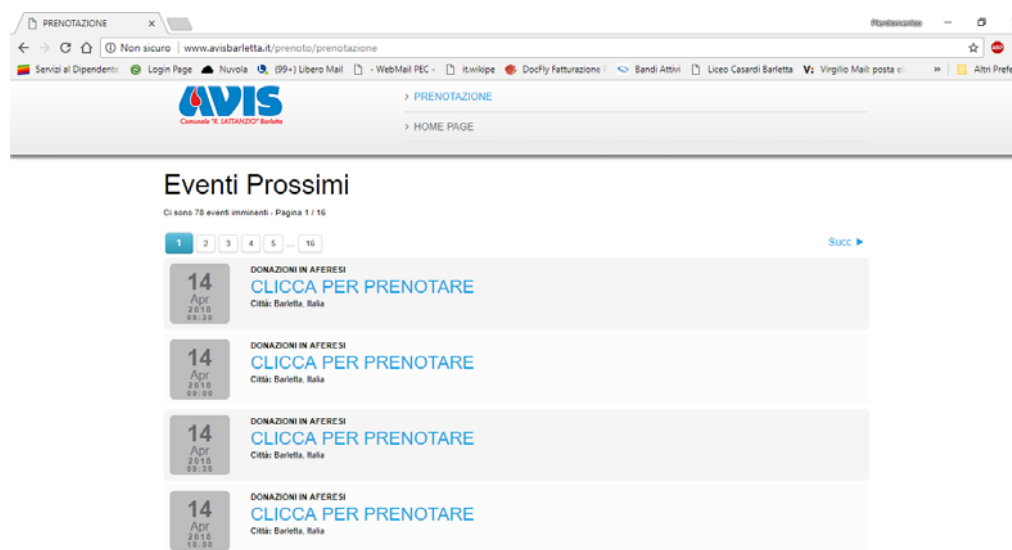 PRENOTAZIONE
Non sicuro | www.avisbarletta.it/prenoto/prenotazione
Servizi al Dipendente Login Page Nuvola (99+) Libero Mail - WebMail PEC - it.wikipe DocFly Fatturazione Bandi Attivi Liceo Casardi Barletta Virgilio Mail: posta e » Altri Prefe
AVIS
Comunale "R. LATTANZIO" Barletta
> PRENOTAZIONE
> HOME PAGE
Eventi Prossimi
Ci sono 78 eventi imminenti - Pagina 1 / 16
1 2 3 4 5 ... 16 Succ ►
14
Apr
2018
08:30
DONAZIONI IN AFERESI
CLICCA PER PRENOTARE
Città: Barletta, Italia
14
Apr
2018
09:00
DONAZIONI IN AFERESI
CLICCA PER PRENOTARE
Città: Barletta, Italia
14
Apr
2018
09:30
DONAZIONI IN AFERESI
CLICCA PER PRENOTARE
Città: Barletta, Italia
14
Apr
2018
10:00
DONAZIONI IN AFERESI
CLICCA PER PRENOTARE
Città: Barletta, Italia